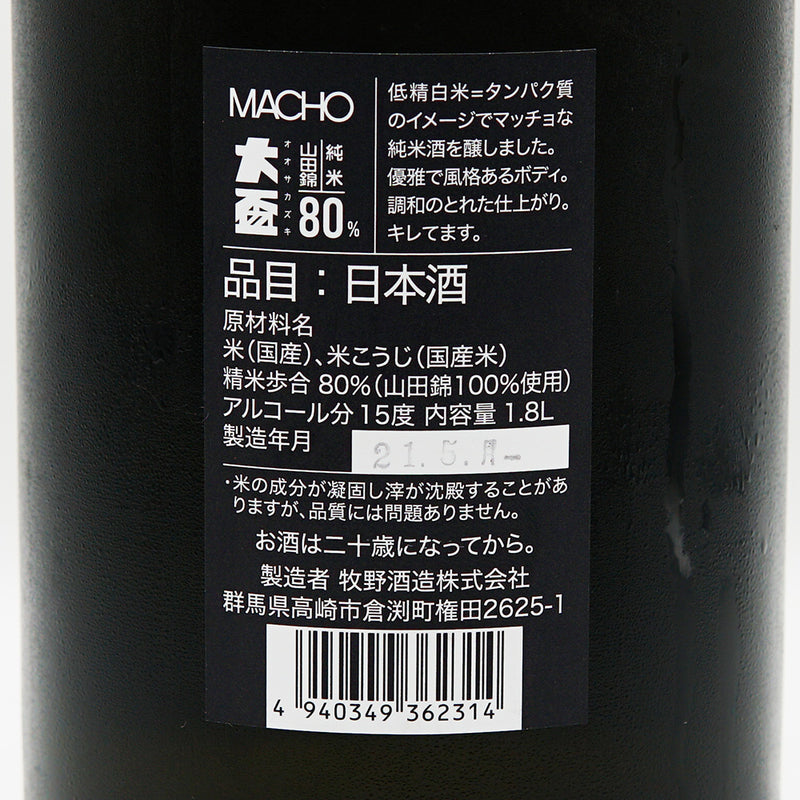 MACHO
大盃
オオサカズキ
山田錦
純米
80%
低精白米=タンパク質
のイメージでマッチョな
純米酒を醸しました。
優雅で風格あるボディ。
調和のとれた仕上がり。
キレてます。
品目：日本酒
原材料名
米（国産）、米こうじ（国産米）
精米歩合 80%（山田錦100%使用）
アルコール分 15度 内容量 1.8L
製造年月 21.5.月-
・米の成分が凝固し滓が沈殿することがあ
りますが、品質には問題ありません。
お酒は二十歳になってから。
製造者 牧野酒造株式会社
群馬県高崎市倉渕町権田2625-1
4 940349 362314